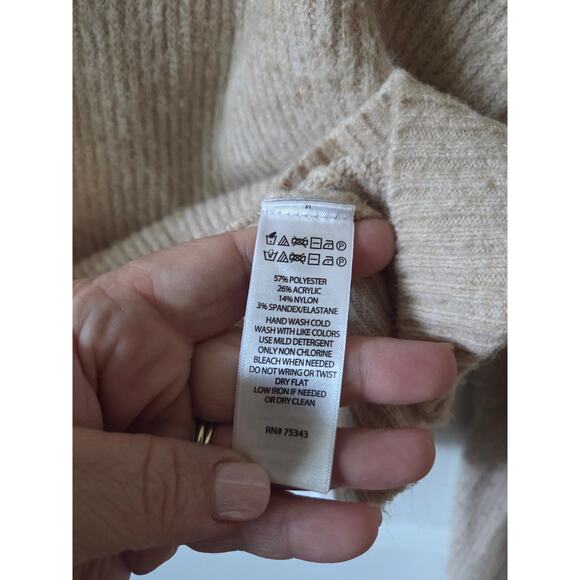 57% POLYESTER
26% ACRYLIC
14% NYLON
3% SPANDEX/ELASTANE
HAND WASH COLD
WASH WITH LIKE COLORS
USE MILD DETERGENT
ONLY NON CHLORINE
BLEACH WHEN NEEDED
DO NOT WRING OR TWIST
DRY FLAT
LOW IRON IF NEEDED
OR DRY CLEAN
RN# 75343